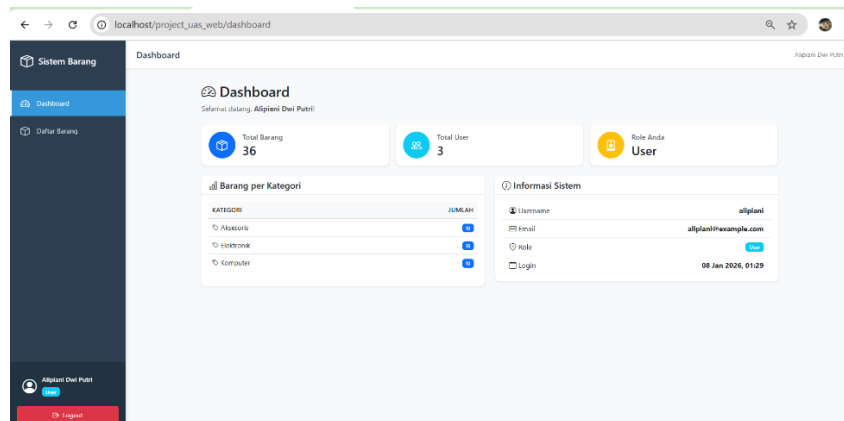 localhost/project_uas_web/dashboard
Sistem Barang
Dashboard
Alipiani Dwi Putri
Dashboard
Daftar Barang
Dashboard
Selamat datang, Alipiani Dwi Putri!
Total Barang
36
Total User
3
Role Anda
User
Barang per Kategori
KATEGORI JUMLAH
Aksesoris
Elektronik
Komputer
Informasi Sistem
Username alipiani
Email alipiani@example.com
Role User
Login 08 Jan 2026, 01:29
Alipiani Dwi Putri
User
Logout